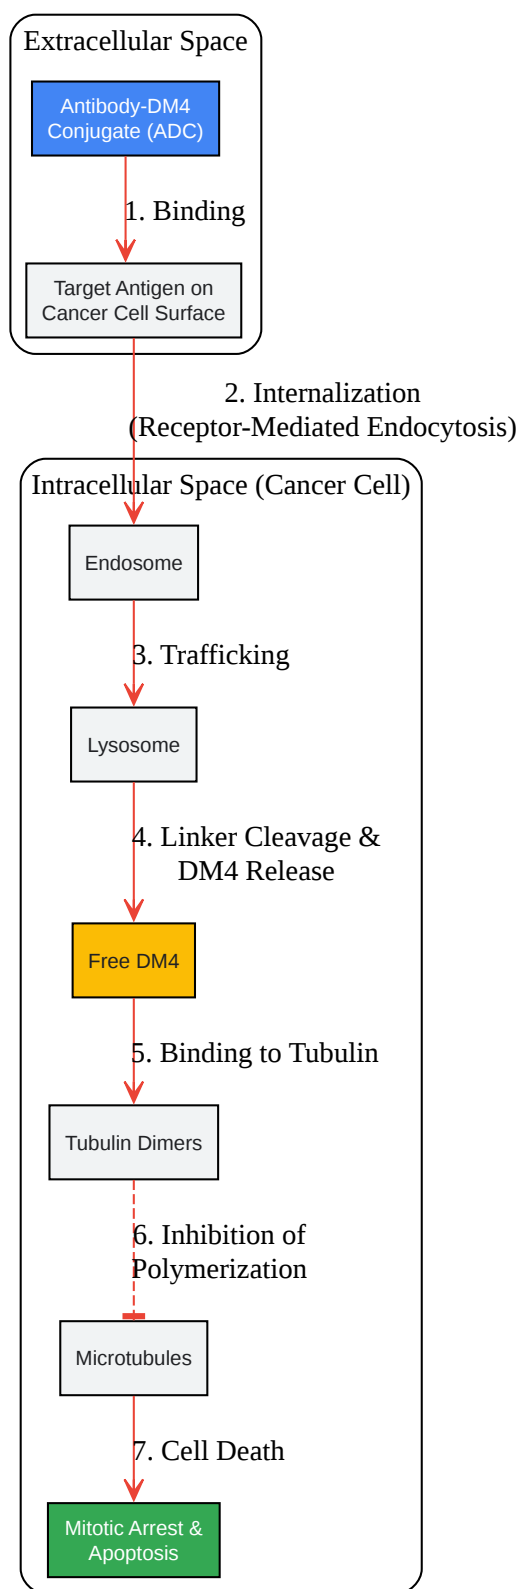 Extracellular Space
Antibody-DM4
Conjugate (ADC)
1. Binding
Target Antigen on
Cancer Cell Surface
2. Internalization
(Receptor-Mediated Endocytosis)
Intracellular Space (Cancer Cell)
Endosome
3. Trafficking
Lysosome
4. Linker Cleavage &
DM4 Release
Free DM4
5. Binding to Tubulin
Tubulin Dimers
6. Inhibition of
Polymerization
Microtubules
7. Cell Death
Mitotic Arrest &
Apoptosis